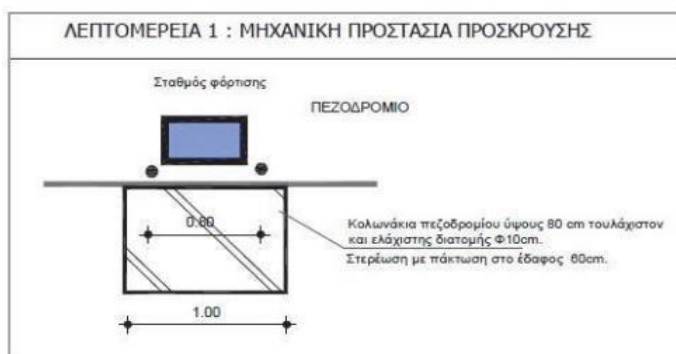 ΛΕΠΤΟΜΕΡΕΙΑ 1 : ΜΗΧΑΝΙΚΗ ΠΡΟΣΤΑΣΙΑ ΠΡΟΣΚΡΟΥΣΗΣ
Σταθμός φόρτισης
ΠΕΖΟΔΡΟΜΙΟ
0.80
Κολωνάκια πεζοδρομίου ύψους 80 cm τουλάχιστον
και ελάχιστης διατομής Φ10cm.
Στερέωση με πάκτωση στο έδαφος 60cm.
1.00